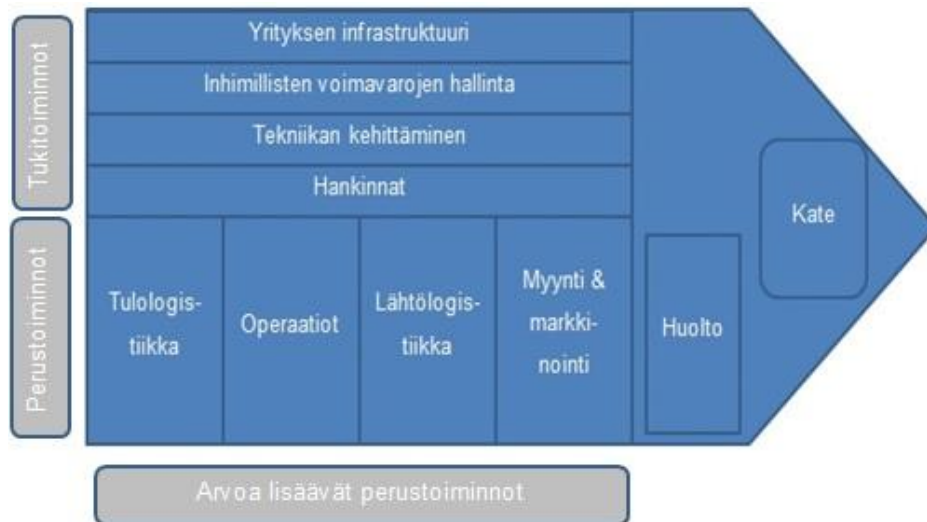 Tukitoiminnot
Yrityksen infrastruktuuri
Inhimillisten voimavarojen hallinta
Tekniikan kehittäminen
Hankinnat
Kate
Perustoiminnot
Tulologis-
tiikka
Operaatiot
Lähtölogis-
tiikka
Myynti &
markki-
nointi
Huolto
Arvoa lisäävät perustoiminnot